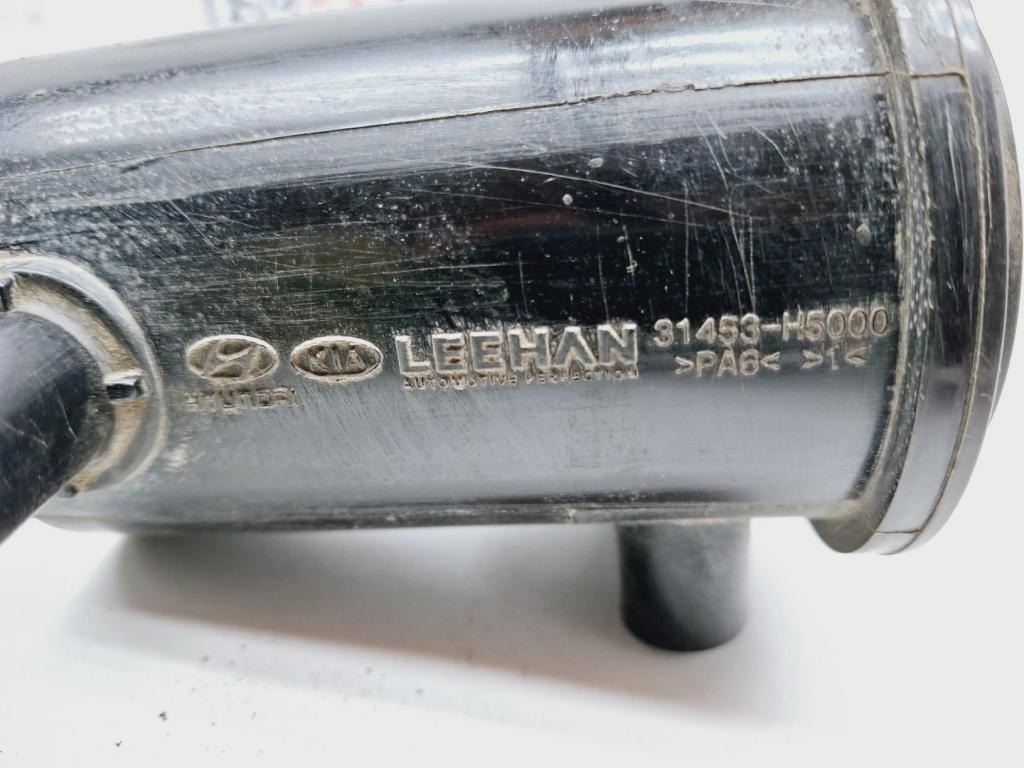 KIA LEEHAN 31453-H5000
HYUNDAI AUTOMOTIVE PERFECTION >PA6< >1<